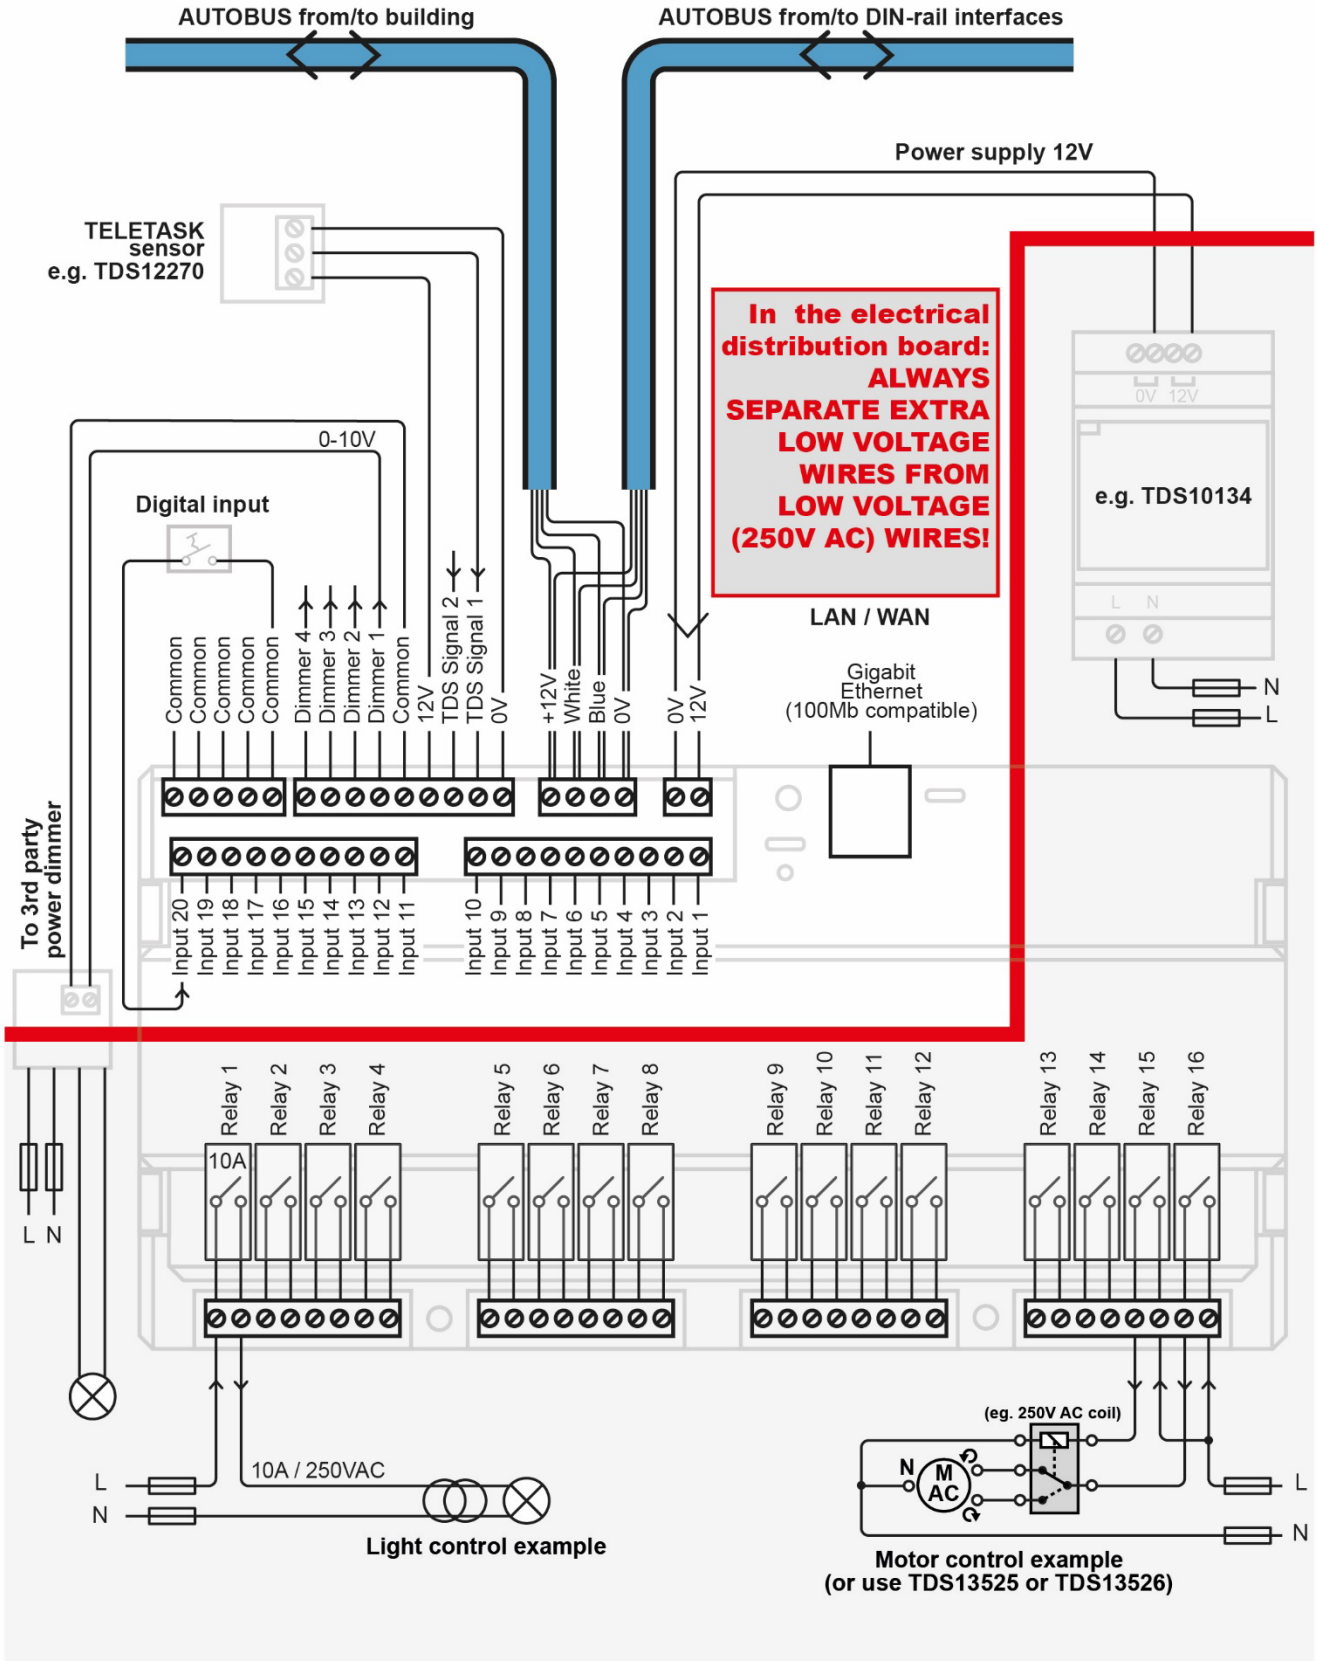 AUTOBUS from/to building
AUTOBUS from/to DIN-rail interfaces
Power supply 12V
TELETASK
sensor
e.g. TDS12270
In the electrical
distribution board:
ALWAYS
SEPARATE EXTRA
LOW VOLTAGE
WIRES FROM
LOW VOLTAGE
(250V AC) WIRES!
0V 12V
e.g. TDS10134
L N
N
L
0-10V
Digital input
LAN / WAN
Gigabit
Ethernet
(100Mb compatible)
Common
Common
Common
Common
Common
Dimmer 4
Dimmer 3
Dimmer 2
Dimmer 1
Common
12V
TDS Signal 2
TDS Signal 1
0V
+12V
White
Blue
0V
0V
12V
To 3rd party
power dimmer
Input 20
Input 19
Input 18
Input 17
Input 16
Input 15
Input 14
Input 13
Input 12
Input 11
Input 10
Input 9
Input 8
Input 7
Input 6
Input 5
Input 4
Input 3
Input 2
Input 1
Relay 1
Relay 2
Relay 3
Relay 4
Relay 5
Relay 6
Relay 7
Relay 8
Relay 9
Relay 10
Relay 11
Relay 12
Relay 13
Relay 14
Relay 15
Relay 16
10A
L N
(eg. 250V AC coil)
10A / 250VAC
L
N
Light control example
N
M
AC
L
N
Motor control example
(or use TDS13525 or TDS13526)